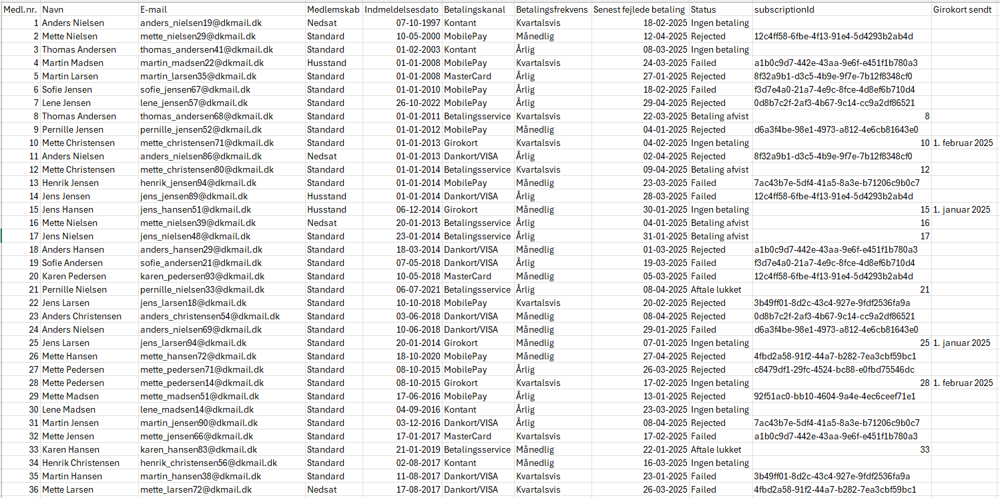 Medl.nr. Navn E-mail Medlemskab Indmeldelsesdato Betalingskanal Betalingsfrekvens Senest fejlede betaling Status subscriptionId Girokort sendt
1 Anders Nielsen anders_nielsen19@dkmail.dk Nedsat 07-10-1997 Kontant Kvartalsvis 18-02-2025 Ingen betaling
2 Mette Nielsen mette_nielsen29@dkmail.dk Standard 10-05-2000 MobilePay Månedlig 12-04-2025 Rejected 12c4ff58-6fbe-4f13-91e4-5d4293b2ab4d
3 Thomas Andersen thomas_andersen41@dkmail.dk Standard 01-02-2003 Kontant Årlig 08-03-2025 Ingen betaling
4 Martin Madsen martin_madsen22@dkmail.dk Husstand 01-01-2008 MobilePay Kvartalsvis 24-03-2025 Failed a1b0c9d7-442e-43aa-9e6f-e451f1b780a3
5 Martin Larsen martin_larsen35@dkmail.dk Standard 01-01-2008 MasterCard Årlig 27-01-2025 Rejected 8f32a9b1-d3c5-4b9e-9f7e-7b12f8348cf0
6 Sofie Jensen sofie_jensen67@dkmail.dk Standard 01-01-2010 MobilePay Årlig 18-02-2025 Failed f3d7e4a0-21a7-4e9c-8fce-4d8ef6b710d4
7 Lene Jensen lene_jensen57@dkmail.dk Standard 26-10-2022 MobilePay Årlig 29-04-2025 Rejected 0d8b7c2f-2af3-4b67-9c14-cc9a2df86521
8 Thomas Andersen thomas_andersen68@dkmail.dk Standard 01-01-2011 Betalingsservice Kvartalsvis 22-03-2025 Betaling afvist 8
9 Pernille Jensen pernille_jensen52@dkmail.dk Standard 01-01-2012 MobilePay Månedlig 04-01-2025 Rejected d6a3f4be-98e1-4973-a812-4e6cb81643e0
10 Mette Christensen mette_christensen71@dkmail.dk Standard 01-01-2013 Girokort Kvartalsvis 04-02-2025 Ingen betaling 10 1. februar 2025
11 Anders Nielsen anders_nielsen86@dkmail.dk Nedsat 01-01-2013 Dankort/VISA Årlig 02-04-2025 Rejected 8f32a9b1-d3c5-4b9e-9f7e-7b12f8348cf0
12 Mette Christensen mette_christensen80@dkmail.dk Standard 01-01-2014 Betalingsservice Kvartalsvis 09-04-2025 Betaling afvist 12
13 Henrik Jensen henrik_jensen94@dkmail.dk Standard 01-01-2014 MobilePay Månedlig 23-03-2025 Failed 7ac43b7e-5df4-41a5-8a3e-b71206c9b0c7
14 Jens Jensen jens_jensen89@dkmail.dk Husstand 01-01-2014 Dankort/VISA Årlig 28-03-2025 Failed 12c4ff58-6fbe-4f13-91e4-5d4293b2ab4d
15 Jens Hansen jens_hansen51@dkmail.dk Husstand 06-12-2014 Girokort Månedlig 30-01-2025 Ingen betaling 15 1. januar 2025
16 Mette Nielsen mette_nielsen39@dkmail.dk Nedsat 20-01-2013 Betalingsservice Årlig 04-01-2025 Betaling afvist 16
17 Jens Nielsen jens_nielsen48@dkmail.dk Standard 23-01-2014 Betalingsservice Årlig 31-01-2025 Betaling afvist 17
18 Anders Hansen anders_hansen29@dkmail.dk Standard 18-03-2014 Dankort/VISA Månedlig 01-03-2025 Rejected a1b0c9d7-442e-43aa-9e6f-e451f1b780a3
19 Sofie Andersen sofie_andersen21@dkmail.dk Standard 07-05-2018 Dankort/VISA Årlig 19-03-2025 Failed f3d7e4a0-21a7-4e9c-8fce-4d8ef6b710d4
20 Karen Pedersen karen_pedersen93@dkmail.dk Standard 10-05-2018 MasterCard Månedlig 05-03-2025 Failed 12c4ff58-6fbe-4f13-91e4-5d4293b2ab4d
21 Pernille Nielsen pernille_nielsen33@dkmail.dk Standard 06-07-2021 Betalingsservice Årlig 08-04-2025 Aftale lukket 21
22 Jens Larsen jens_larsen18@dkmail.dk Standard 10-10-2018 MobilePay Kvartalsvis 20-02-2025 Rejected 3b49ff01-8d2c-43c4-927e-9fdf2536fa9a
23 Anders Christensen anders_christensen54@dkmail.dk Standard 03-06-2018 Dankort/VISA Månedlig 08-04-2025 Rejected 0d8b7c2f-2af3-4b67-9c14-cc9a2df86521
24 Anders Nielsen anders_nielsen69@dkmail.dk Standard 10-06-2018 Dankort/VISA Månedlig 29-01-2025 Failed d6a3f4be-98e1-4973-a812-4e6cb81643e0
25 Jens Larsen jens_larsen94@dkmail.dk Standard 20-01-2014 Girokort Månedlig 07-01-2025 Ingen betaling 25 1. januar 2025
26 Mette Hansen mette_hansen72@dkmail.dk Standard 18-10-2020 MobilePay Månedlig 27-04-2025 Rejected 4fbd2a58-91f2-44a7-b282-7ea3cbf59bc1
27 Mette Pedersen mette_pedersen71@dkmail.dk Standard 08-10-2015 MobilePay Årlig 26-03-2025 Rejected c8479df1-29fc-4524-bc88-e0fbd75546dc
28 Mette Pedersen mette_pedersen14@dkmail.dk Standard 08-10-2015 Girokort Kvartalsvis 17-02-2025 Ingen betaling 28 1. februar 2025
29 Mette Madsen mette_madsen51@dkmail.dk Standard 17-06-2016 MobilePay Årlig 13-01-2025 Rejected 92f51ac0-bb10-4604-9a4e-4ec6ceef71e1
30 Lene Madsen lene_madsen14@dkmail.dk Standard 04-09-2016 Kontant Årlig 23-03-2025 Ingen betaling
31 Martin Jensen martin_jensen90@dkmail.dk Standard 03-12-2016 Dankort/VISA Årlig 08-04-2025 Rejected 7ac43b7e-5df4-41a5-8a3e-b71206c9b0c7
32 Mette Jensen mette_jensen66@dkmail.dk Standard 17-01-2017 MasterCard Kvartalsvis 17-02-2025 Failed a1b0c9d7-442e-43aa-9e6f-e451f1b780a3
33 Karen Hansen karen_hansen83@dkmail.dk Standard 21-01-2019 Betalingsservice Månedlig 22-01-2025 Aftale lukket 33
34 Henrik Christensen henrik_christensen56@dkmail.dk Standard 02-08-2017 Kontant Månedlig 16-03-2025 Ingen betaling
35 Martin Hansen martin_hansen38@dkmail.dk Standard 11-08-2017 Dankort/VISA Kvartalsvis 23-01-2025 Failed 3b49ff01-8d2c-43c4-927e-9fdf2536fa9a
36 Mette Larsen mette_larsen72@dkmail.dk Nedsat 17-08-2017 Dankort/VISA Kvartalsvis 26-03-2025 Failed 4fbd2a58-91f2-44a7-b282-7ea3cbf59bc1